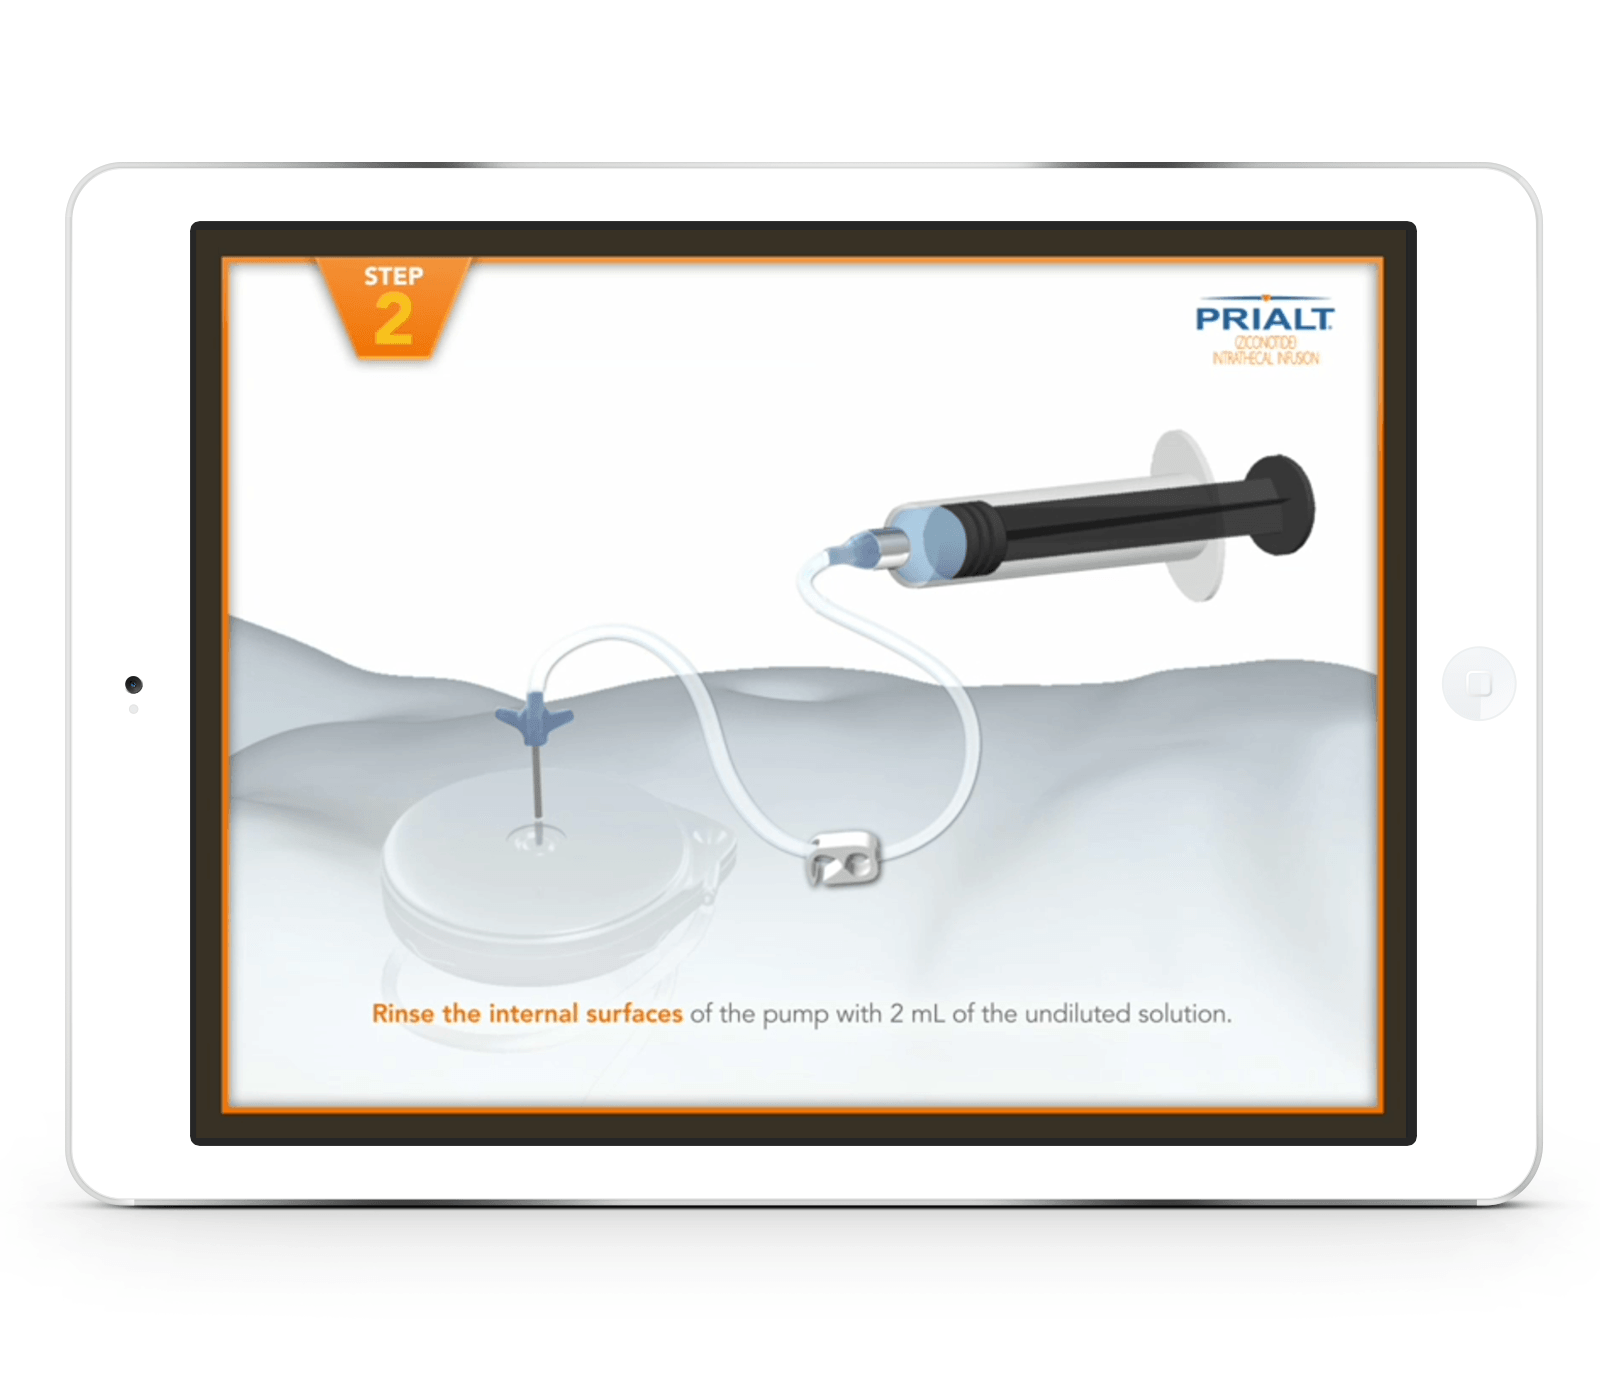 STEP
2
PRIALT
(ZICONOTIDE)
INTRATHECAL INFUSION
Rinse the internal surfaces of the pump with 2 mL of the undiluted solution.